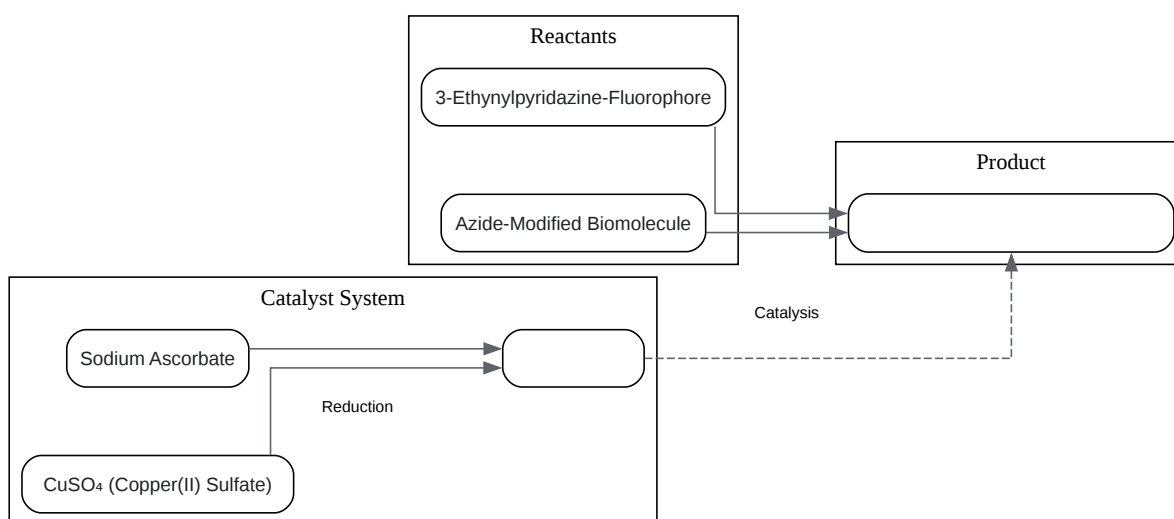 Reactants
3-Ethynylpyridazine-Fluorophore
Azide-Modified Biomolecule
Product
Catalyst System
Sodium Ascorbate
CuSO₄ (Copper(II) Sulfate)
Reduction
Catalysis